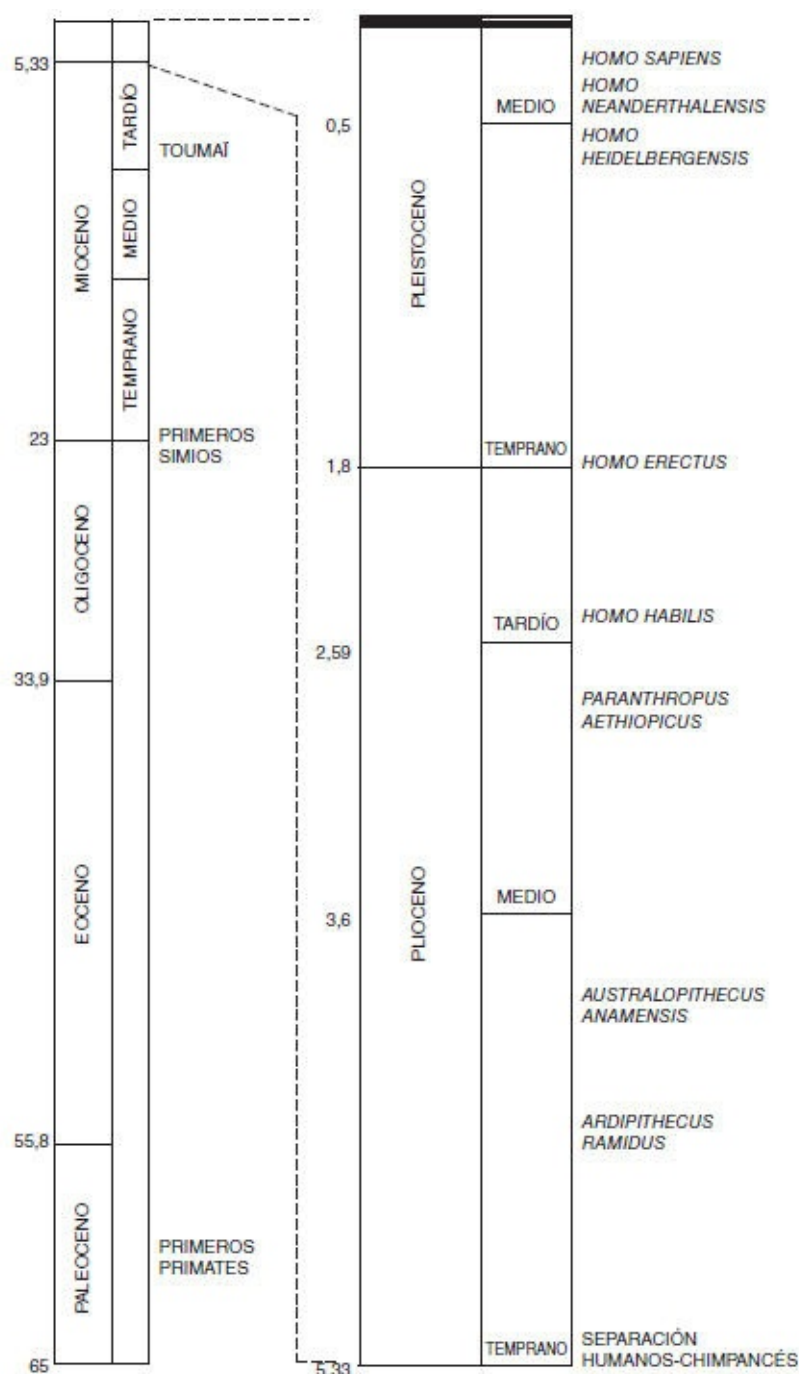 5,33
TARDÍO
TOUMAÏ
MIOCENO
MEDIO
TEMPRANO
23
PRIMEROS
SIMIOS
OLIGOCENO
33,9
EOCENO
55,8
PALEOCENO
PRIMEROS
PRIMATES
65
HOMO SAPIENS
HOMO
NEANDERTHALENSIS
MEDIO
0,5
HOMO
HEIDELBERGENSIS
PLEISTOCENO
TEMPRANO
HOMO ERECTUS
1,8
HOMO HABILIS
TARDÍO
2,59
PARANTHROPUS
AETHIOPICUS
MEDIO
3,6
PLIOCENO
AUSTRALOPITHECUS
ANAMENSIS
ARDIPITHECUS
RAMIDUS
TEMPRANO
SEPARACIÓN
HUMANOS-CHIMPANCÉS
5,33